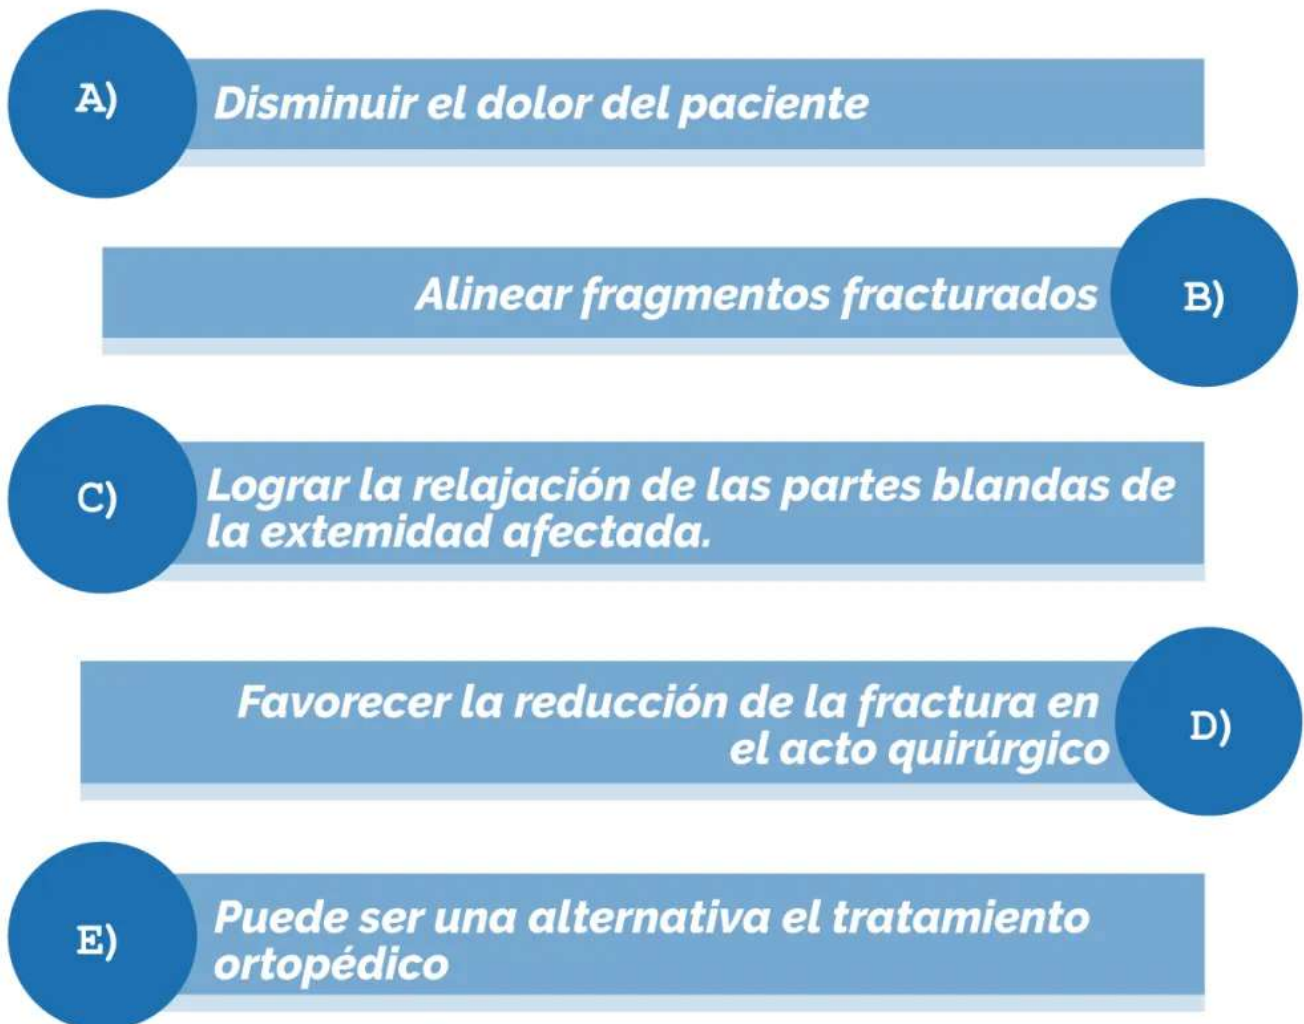 A)
Disminuir el dolor del paciente
Alinear fragmentos fracturados
B)
C)
Lograr la relajación de las partes blandas de
la extemidad afectada.
Favorecer la reducción de la fractura en
el acto quirúrgico
D)
E)
Puede ser una alternativa el tratamiento
ortopédico